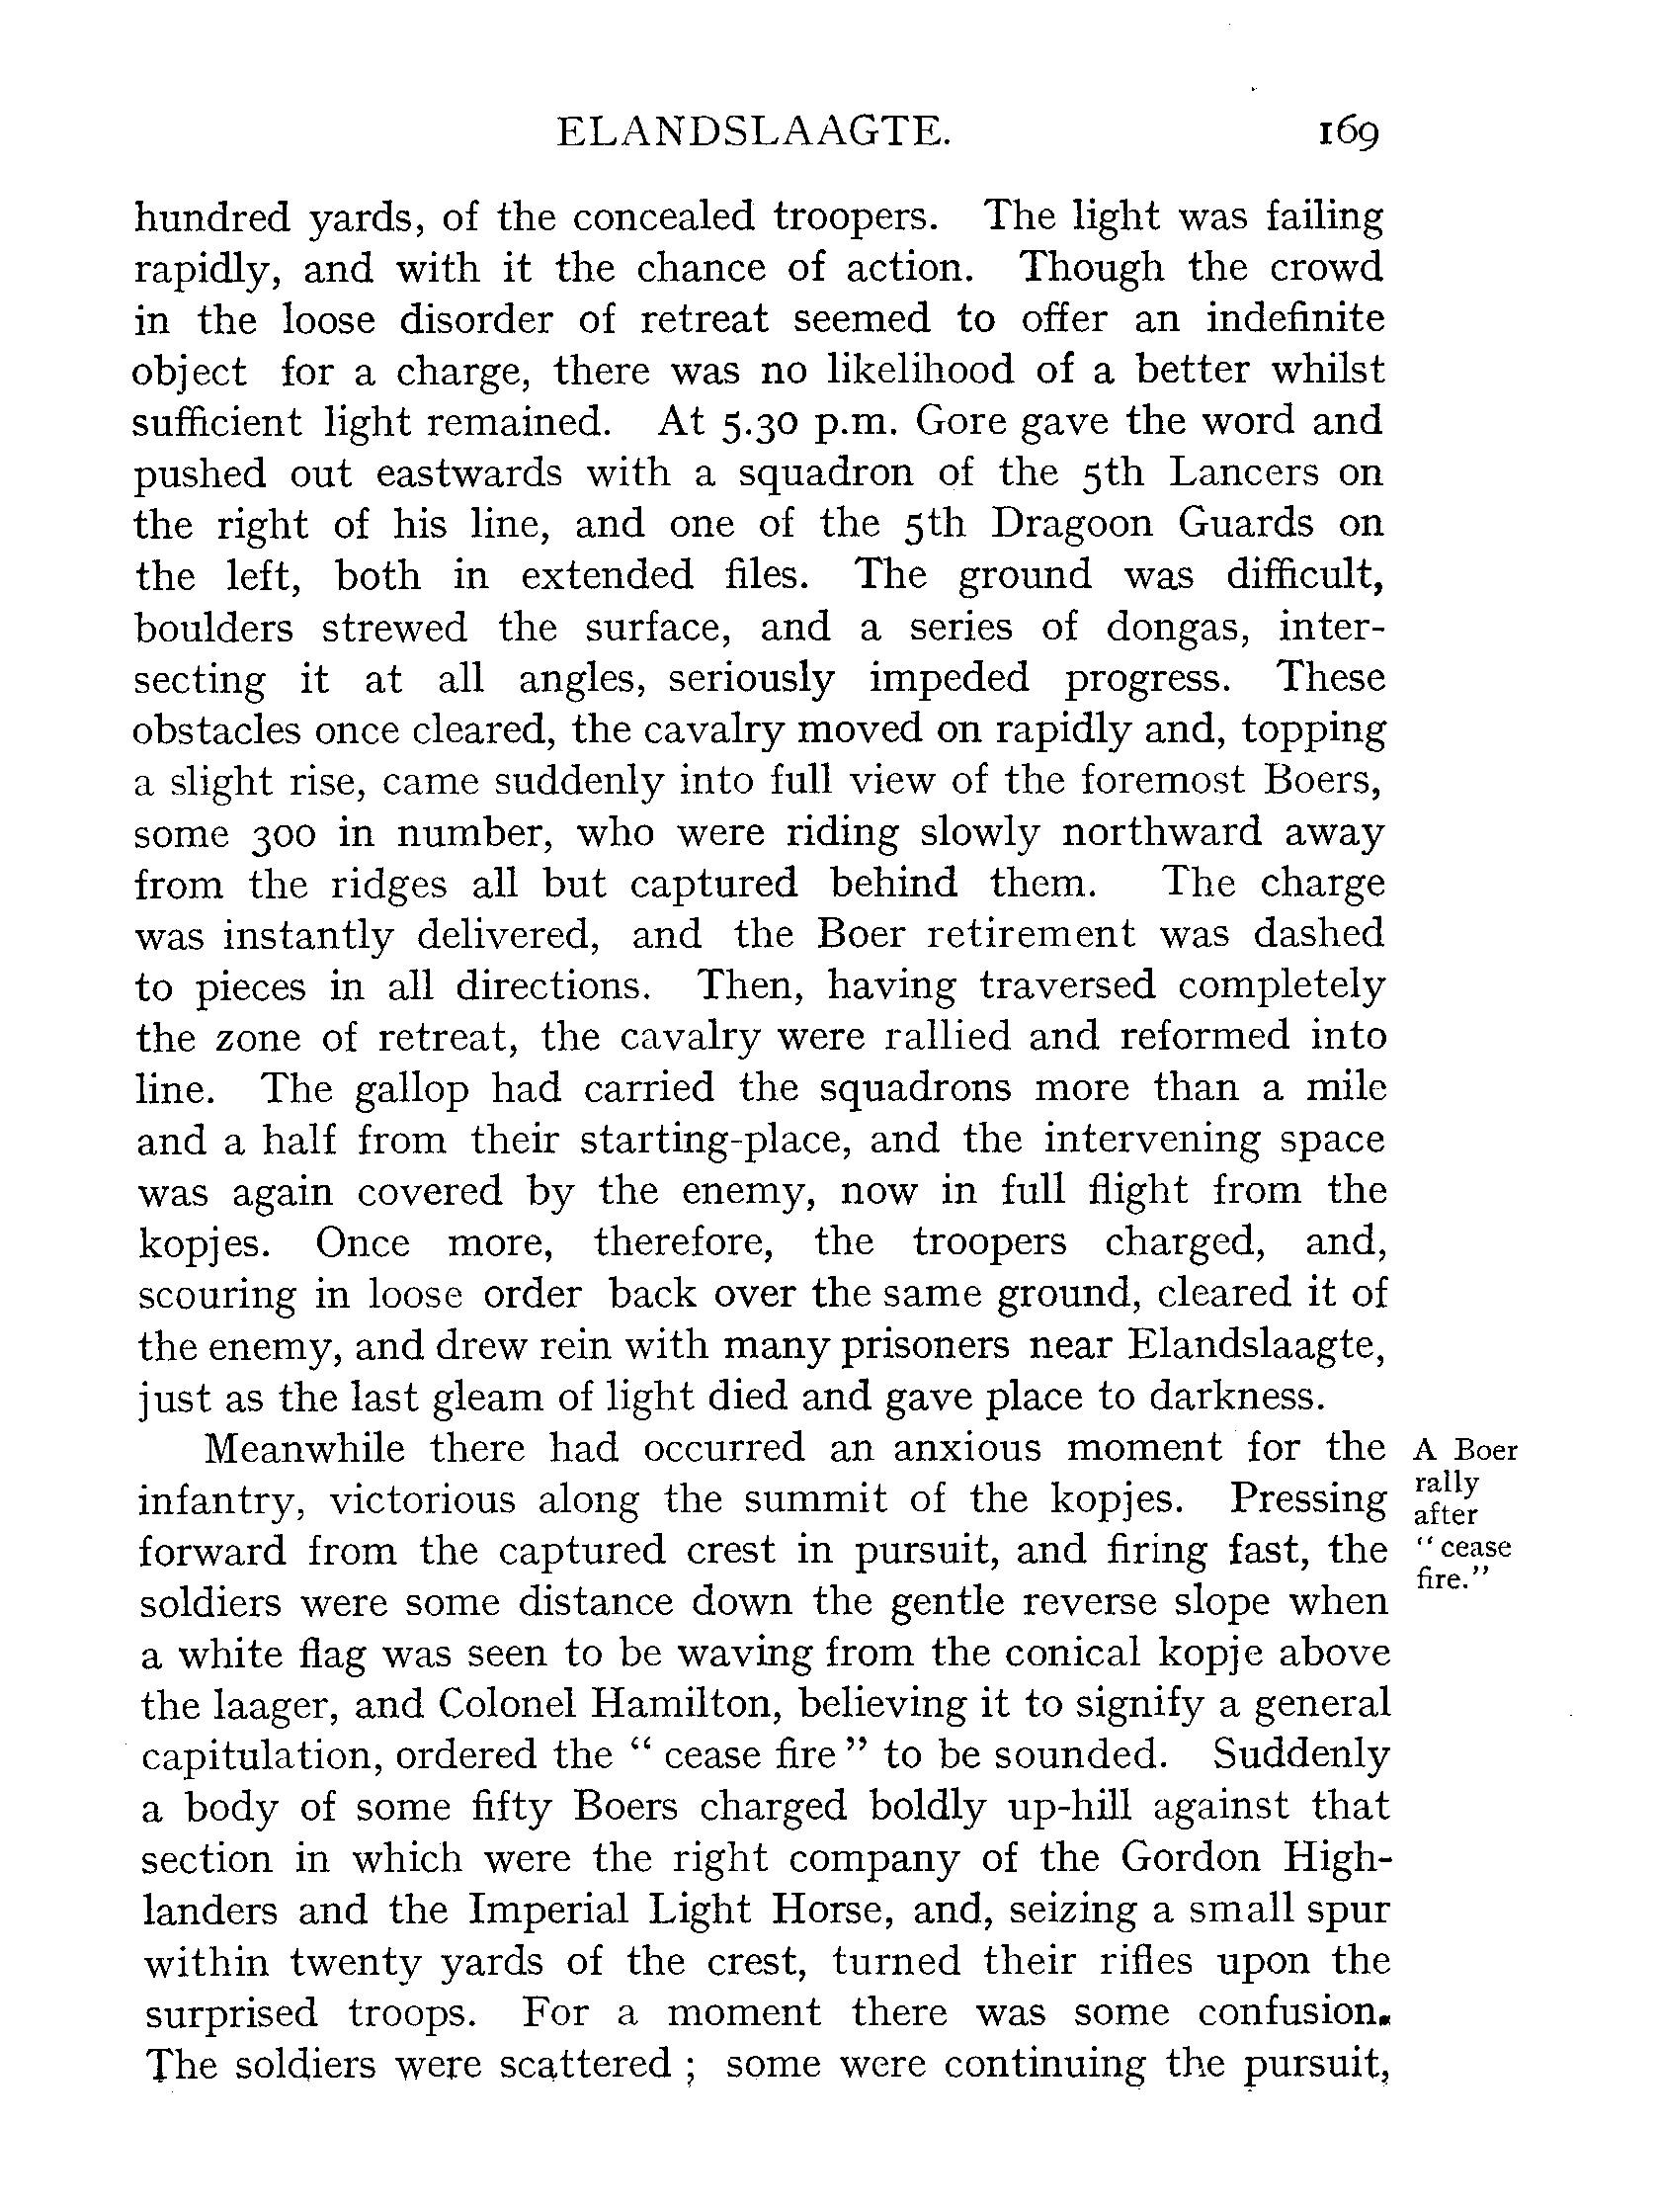 ELANDSLAAGTE. 169
hundred yards, of the concealed troopers. The light was failing
rapidly, and with it the chance of action. Though the crowd
in the loose disorder of retreat seemed to offer an indefinite
object for a charge, there was no likelihood of a better whilst
sufficient light remained. At 5.30 p.m. Gore gave the word and
pushed out eastwards with a squadron of the 5th Lancers on
the right of his line, and one of the 5th Dragoon Guards on
the left, both in extended files. The ground was difficult,
boulders strewed the surface, and a series of dongas, inter-
secting it at all angles, seriously impeded progress. These
obstacles once cleared, the cavalry moved on rapidly and, topping
a slight rise, came suddenly into full view of the foremost Boers,
some 300 in number, who were riding slowly northward away
from the ridges all but captured behind them. The charge
was instantly delivered, and the Boer retirement was dashed
to pieces in all directions. Then, having traversed completely
the zone of retreat, the cavalry were rallied and reformed into
line. The gallop had carried the squadrons more than a mile
and a half from their starting-place, and the intervening space
was again covered by the enemy, now in full flight from the
kopjes. Once more, therefore, the troopers charged, and,
scouring in loose order back over the same ground, cleared it of
the enemy, and drew rein with many prisoners near Elandslaagte,
just as the last gleam of light died and gave place to darkness.
Meanwhile there had occurred an anxious moment for the
infantry, victorious along the summit of the kopjes. Pressing
forward from the captured crest in pursuit, and firing fast, the
soldiers were some distance down the gentle reverse slope when
a white flag was seen to be waving from the conical kopje above
the laager, and Colonel Hamilton, believing it to signify a general
capitulation, ordered the “ cease fire ” to be sounded. Suddenly
a body of some fifty Boers charged boldly up-hill against that
section in which were the right company of the Gordon High-
landers and the Imperial Light Horse, and, seizing a small spur
within twenty yards of the crest, turned their rifles upon the
surprised troops. For a moment there was some confusion.
The soldiers were scattered ; some were continuing the pursuit,
A Boer
rally
after
“ cease
fire.”